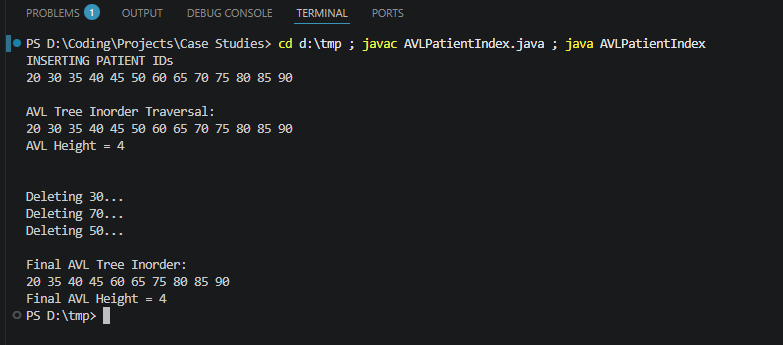 PROBLEMS 1 OUTPUT DEBUG CONSOLE TERMINAL PORTS
PS D:\Coding\Projects\Case Studies> cd d:\tmp ; javac AVLPatientIndex.java ; java AVLPatientIndex
INSERTING PATIENT IDs
20 30 35 40 45 50 60 65 70 75 80 85 90
AVL Tree Inorder Traversal:
20 30 35 40 45 50 60 65 70 75 80 85 90
AVL Height = 4
Deleting 30...
Deleting 70...
Deleting 50...
Final AVL Tree Inorder:
20 35 40 45 60 65 75 80 85 90
Final AVL Height = 4
PS D:\tmp>